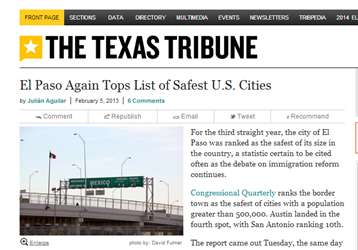 FRONT PAGE SECTIONS DATA DIRECTORY MULTIMEDIA EVENTS NEWSLETTERS TRIBPEDIA 2014 EL
THE TEXAS TRIBUNE
El Paso Again Tops List of Safest U.S. Cities
by Julián Aguilar February 5, 2013 6 Comments
Comment Republish Email Tweet Recommend
MEXICO
Enlarge photo by: David Fulmer
For the third straight year, the city of
El Paso was ranked as the safest of its size in
the country, a statistic certain to be cited
often as the debate on immigration reform
continues.
Congressional Quarterly ranks the border
town as the safest of cities with a population
greater than 500,000. Austin landed in the
fourth spot, with San Antonio ranking 10th.
The report came out Tuesday, the same day